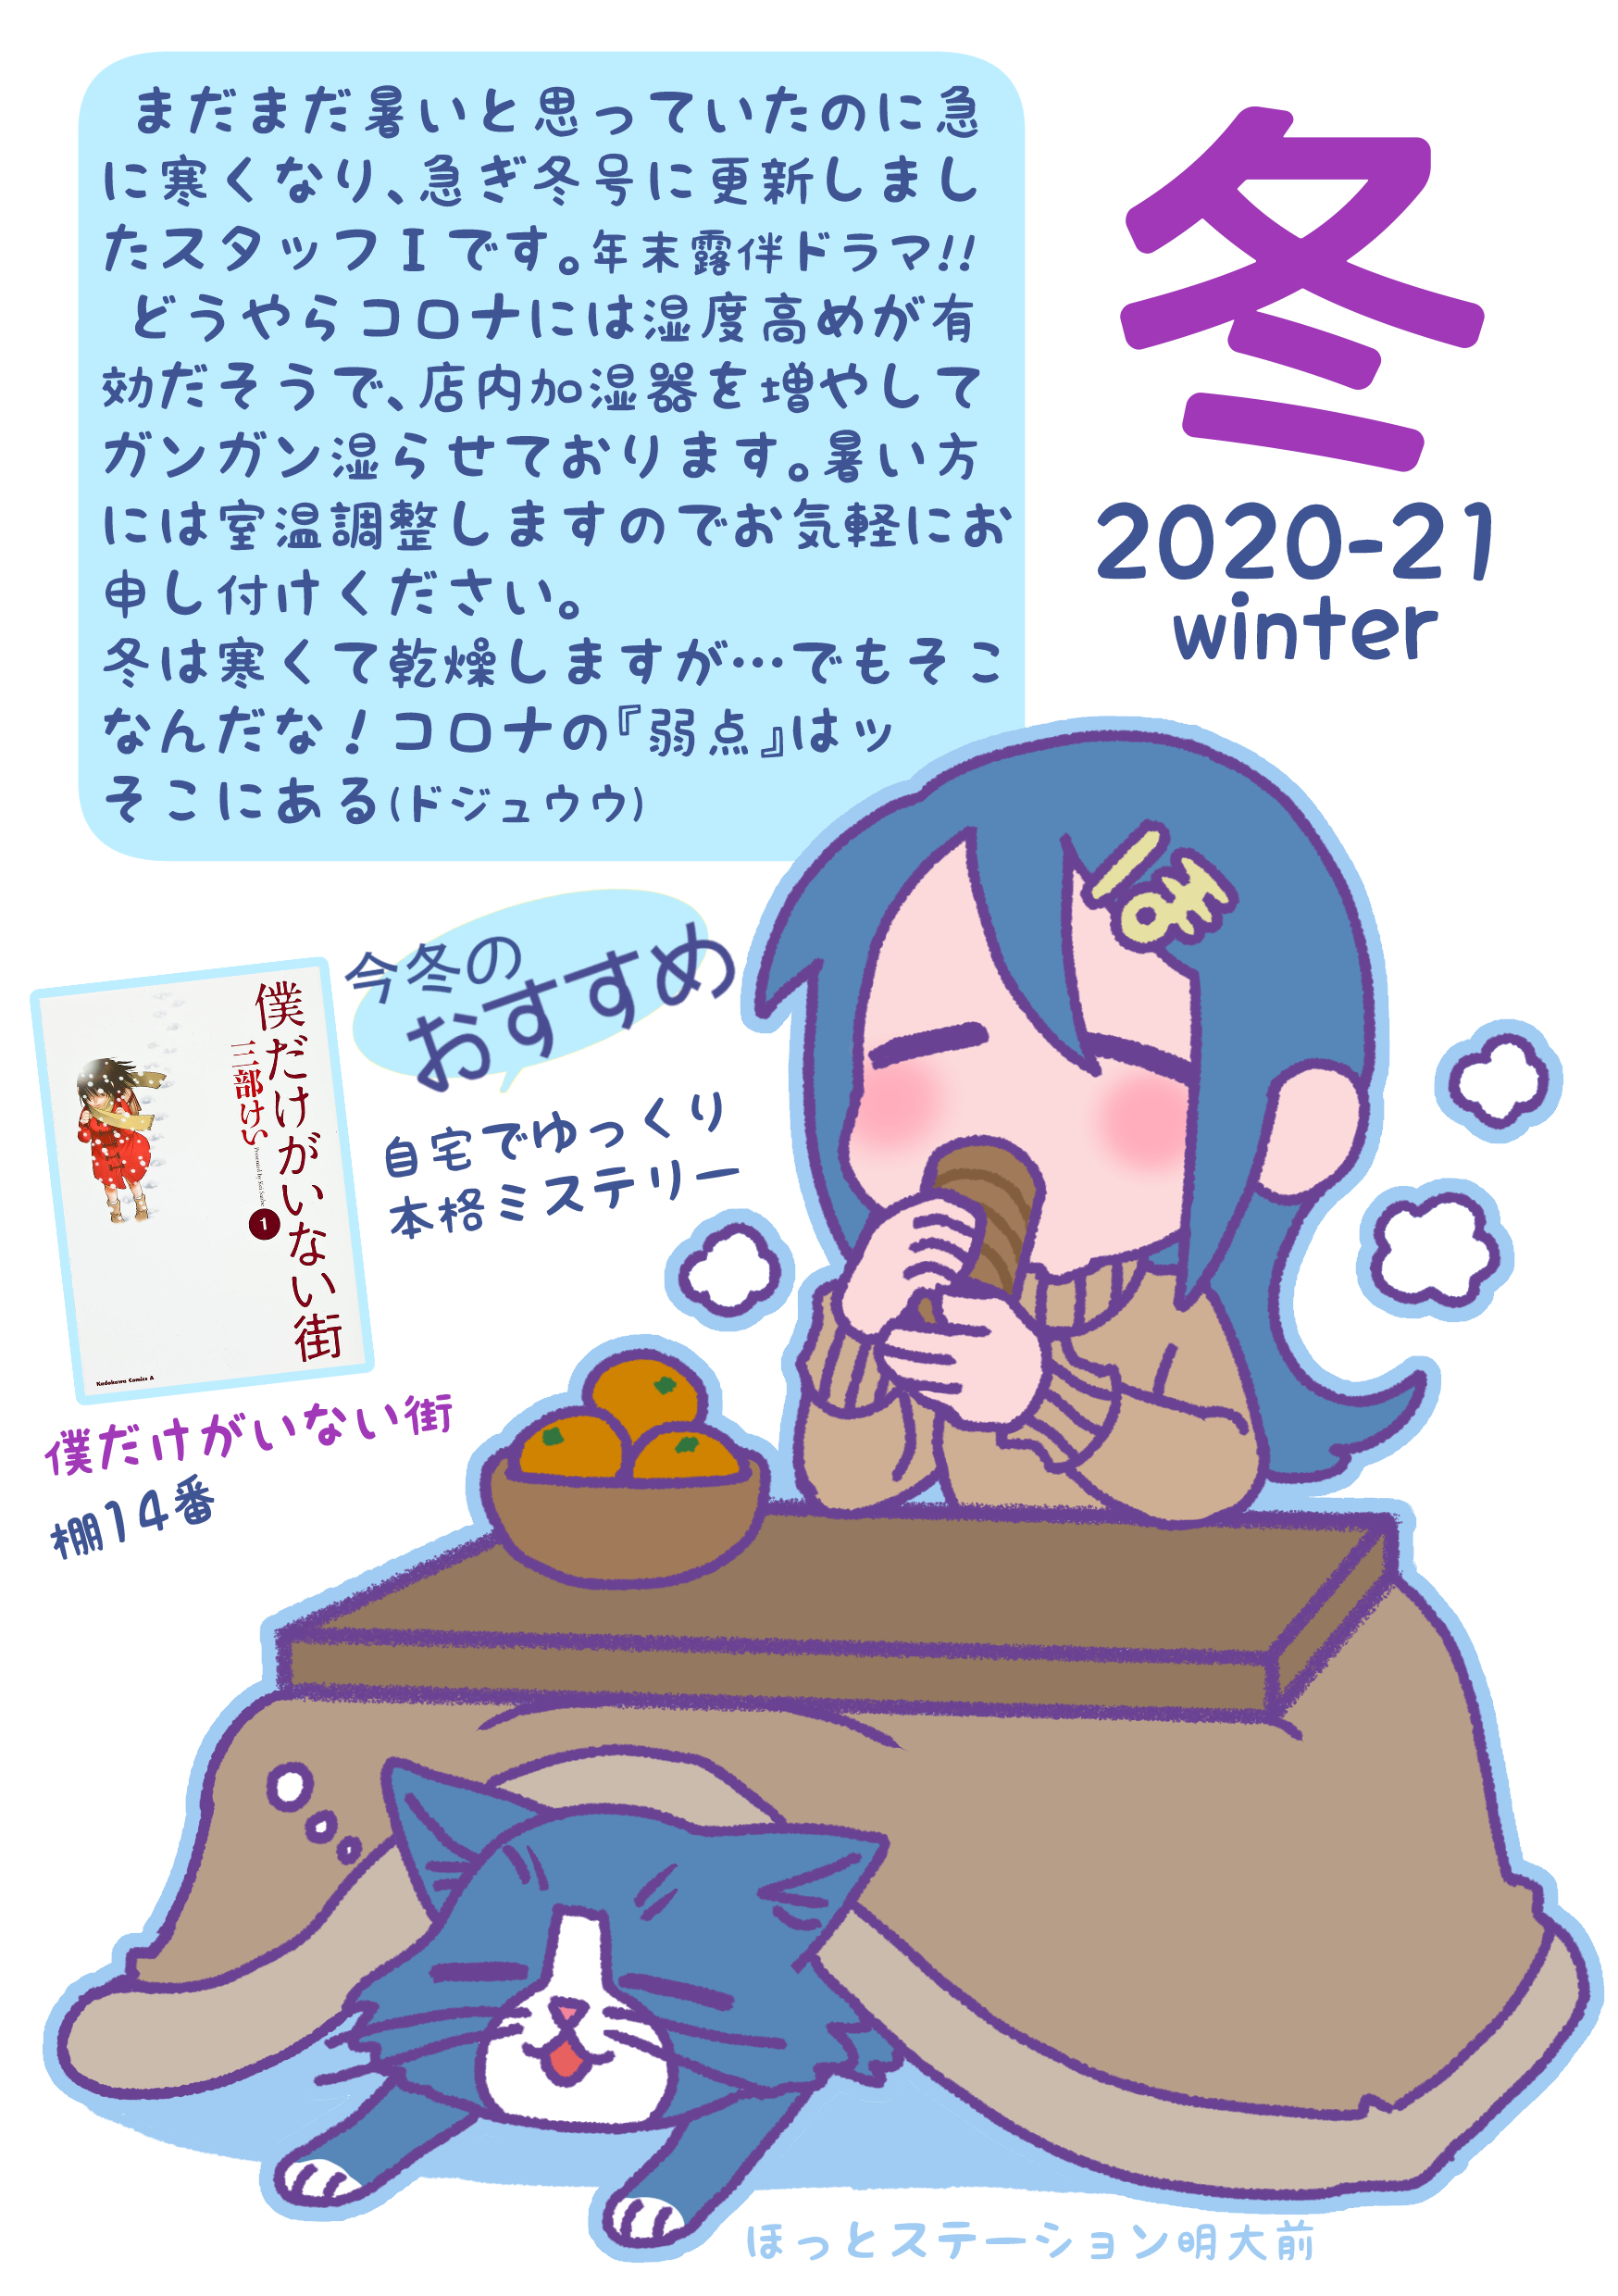 まだまだ暑いと思っていたのに急
に寒くなり、急ぎ冬号に更新しまし
たスタッフIです。年末露伴ドラマ!!
どうやらコロナには湿度高めが有
効だそうで、店内加湿器を増やして
ガンガン湿らせております。暑い方
には室温調整しますのでお気軽にお
申し付けください。
冬は寒くて乾燥しますが…でもそこ
なんだな！コロナの『弱点』はッ
そこにある(ドジュウウ)
冬
2020-21
winter
ほ
今冬の
おすすめ
自宅でゆっくり
本格ミステリー
僕だけがいない街
三部けい
Presented by Kei Sanbe
1
Kadokawa Comics A
僕だけがいない街
棚14番
ほっとステーション明大前